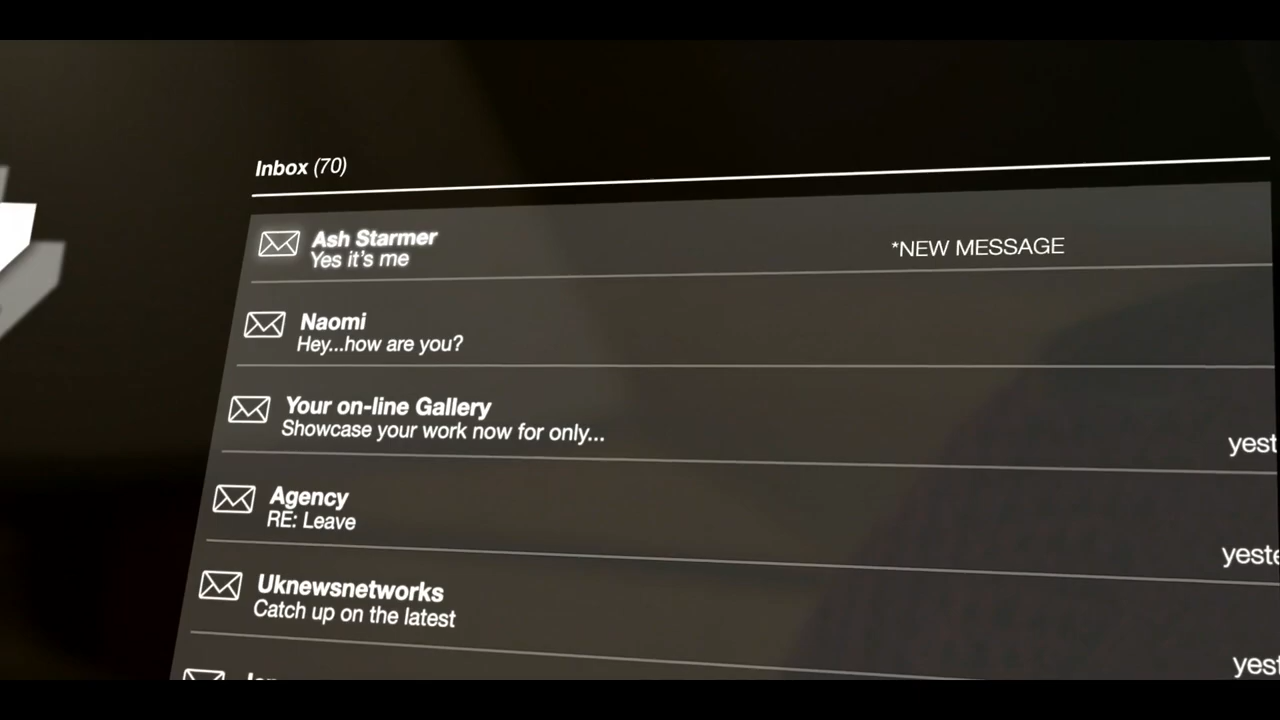 Inbox (70)
Ash Starmer
Yes it's me
*NEW MESSAGE
Naomi
Hey...how are you?
Your on-line Gallery
Showcase your work now for only...
Agency
RE: Leave
Uknewsnetworks
Catch up on the latest